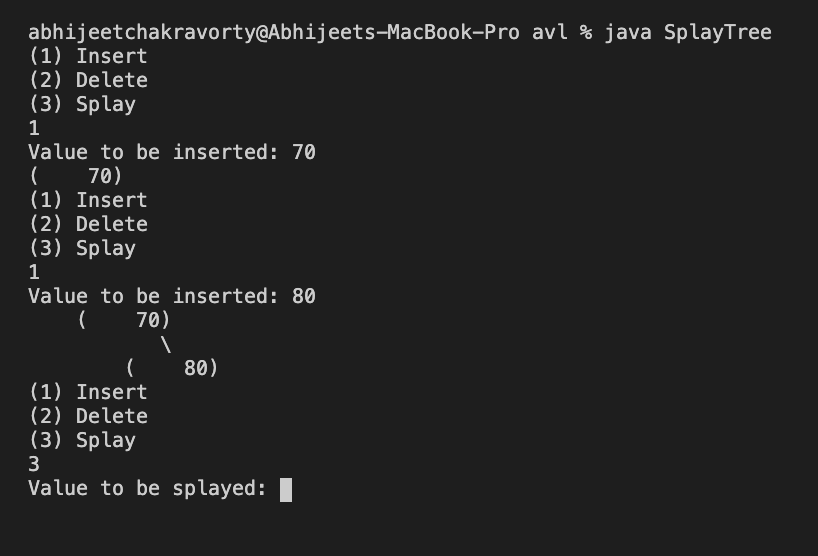 abhijeetchakravorty@Abhijeets-MacBook-Pro avl % java SplayTree
(1) Insert
(2) Delete
(3) Splay
1
Value to be inserted: 70
(    70)
(1) Insert
(2) Delete
(3) Splay
1
Value to be inserted: 80
    (    70)
           \
        (    80)
(1) Insert
(2) Delete
(3) Splay
3
Value to be splayed: